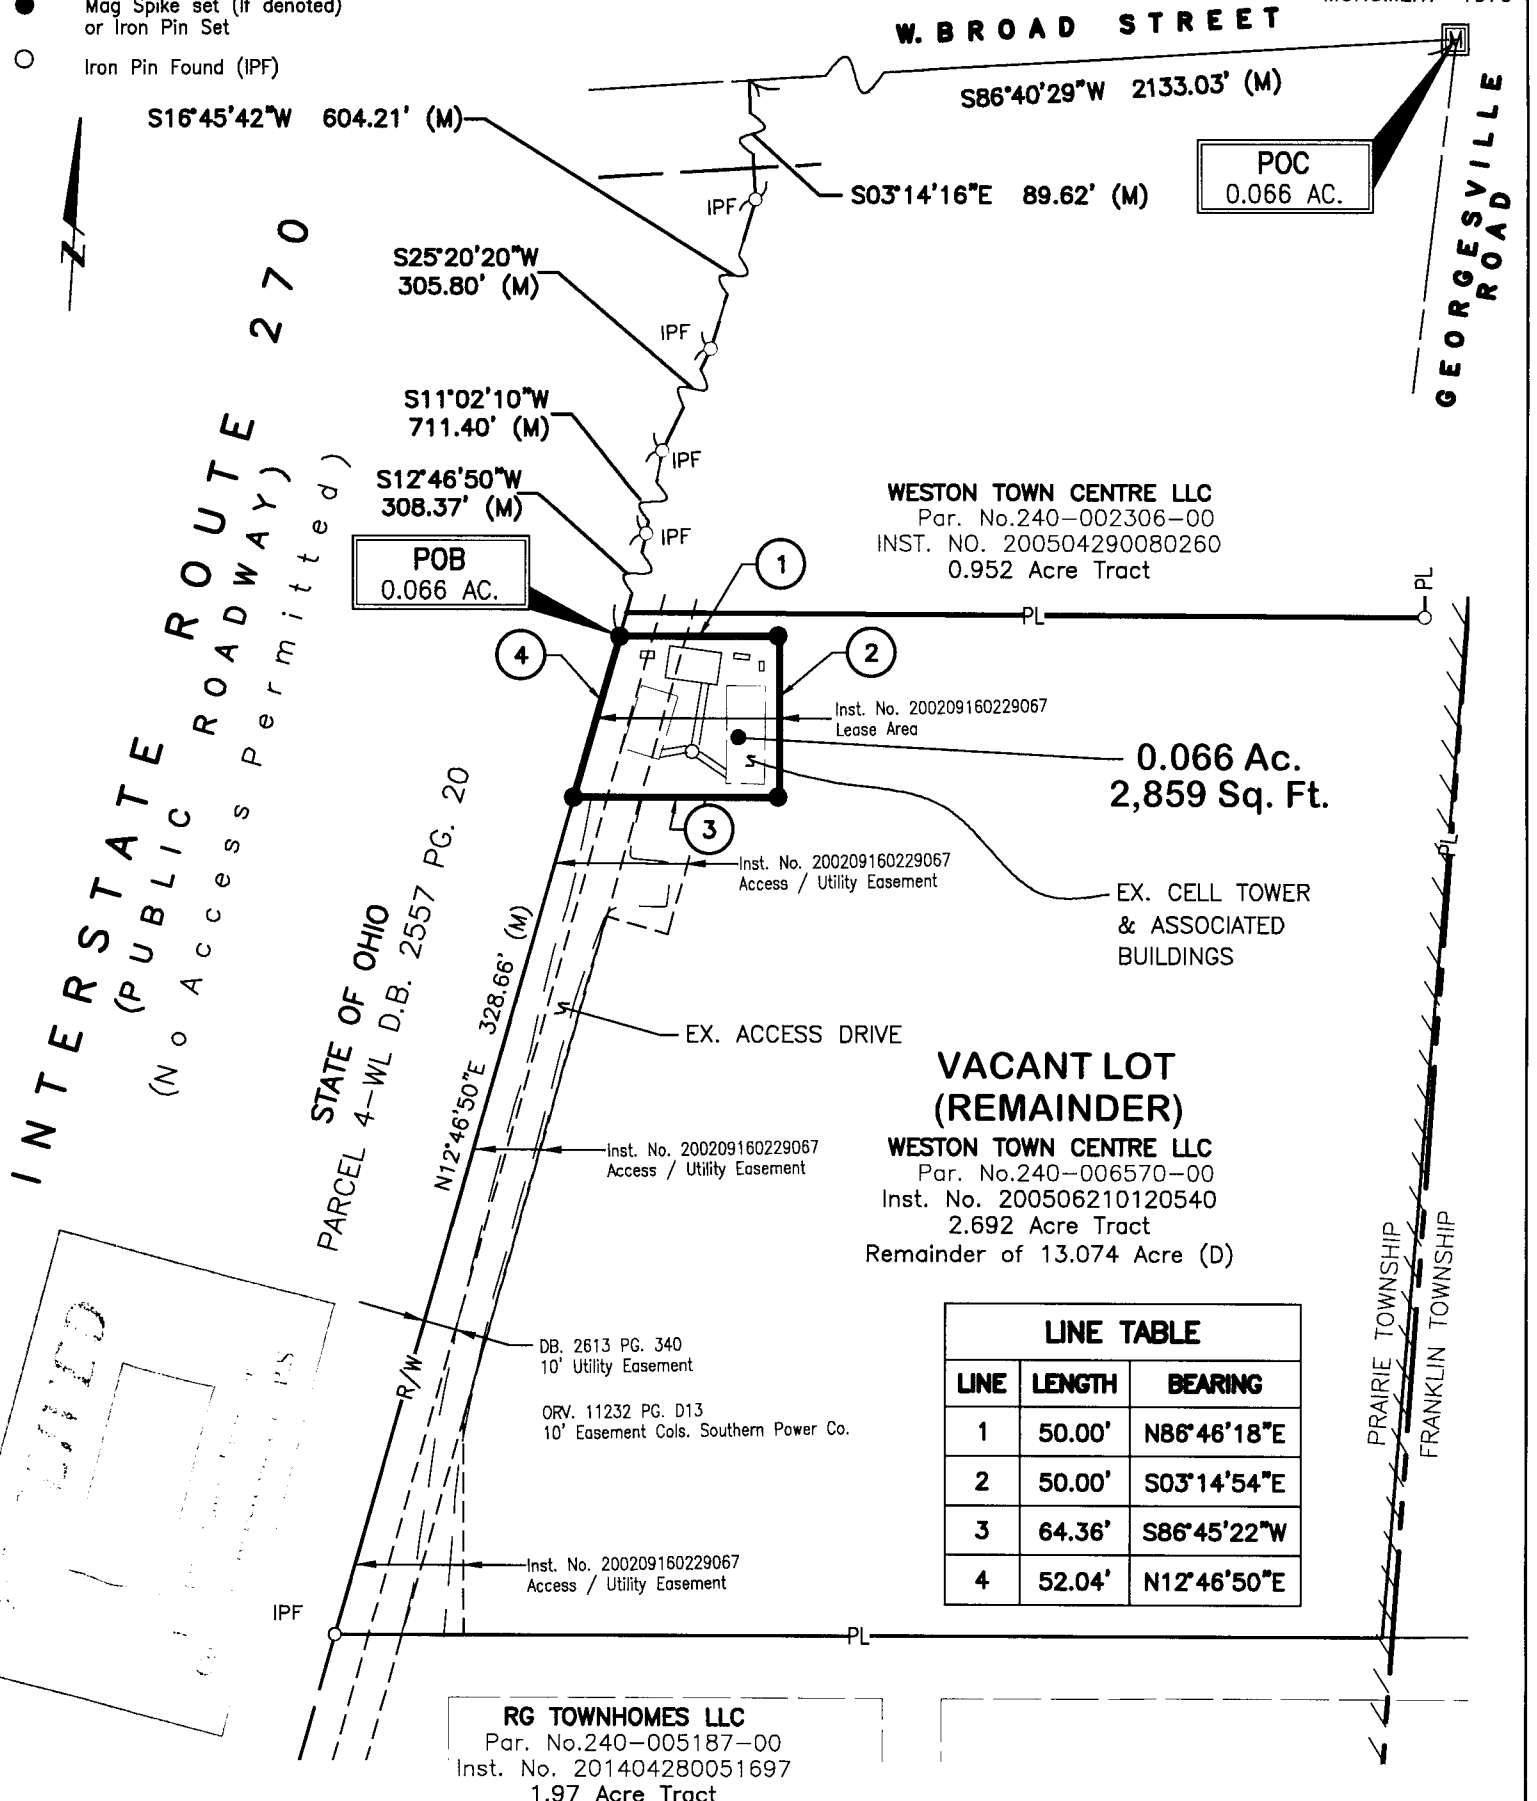 Mag Spike set (If denoted)
or Iron Pin Set
Iron Pin Found (IPF)
W. BROAD STREET
S86°40'29"W 2133.03' (M)
M
POC
0.066 AC.
GEORGESVILLE
ROAD
S16°45'42"W 604.21' (M)
S03°14'16"E 89.62' (M)
IPF
N
S25°20'20"W
305.80' (M)
IPF
S11°02'10"W
711.40' (M)
IPF
S12°46'50"W
308.37' (M)
IPF
POB
0.066 AC.
INTERSTATE ROUTE 270
(PUBLIC ROADWAY)
(No Access Permitted)
WESTON TOWN CENTRE LLC
Par. No.240-002306-00
INST. NO. 200504290080260
0.952 Acre Tract
PL
PL
1
2
3
4
Inst. No. 200209160229067
Lease Area
0.066 Ac.
2,859 Sq. Ft.
Inst. No. 200209160229067
Access / Utility Easement
EX. CELL TOWER
& ASSOCIATED
BUILDINGS
PL
STATE OF OHIO
PARCEL 4-WL D.B. 2557 PG. 20
N12°46'50"E 328.66' (M)
EX. ACCESS DRIVE
VACANT LOT
(REMAINDER)
WESTON TOWN CENTRE LLC
Par. No.240-006570-00
Inst. No. 200506210120540
2.692 Acre Tract
Remainder of 13.074 Acre (D)
Inst. No. 200209160229067
Access / Utility Easement
DB. 2613 PG. 340
10' Utility Easement
ORV. 11232 PG. D13
10' Easement Cols. Southern Power Co.
R/W
LINE TABLE
LINE LENGTH BEARING
1 50.00' N86°46'18"E
2 50.00' S03°14'54"E
3 64.36' S86°45'22"W
4 52.04' N12°46'50"E
PRAIRIE TOWNSHIP
FRANKLIN TOWNSHIP
Inst. No. 200209160229067
Access / Utility Easement
IPF
PL
RG TOWNHOMES LLC
Par. No.240-005187-00
Inst. No. 201404280051697
1.97 Acre Tract